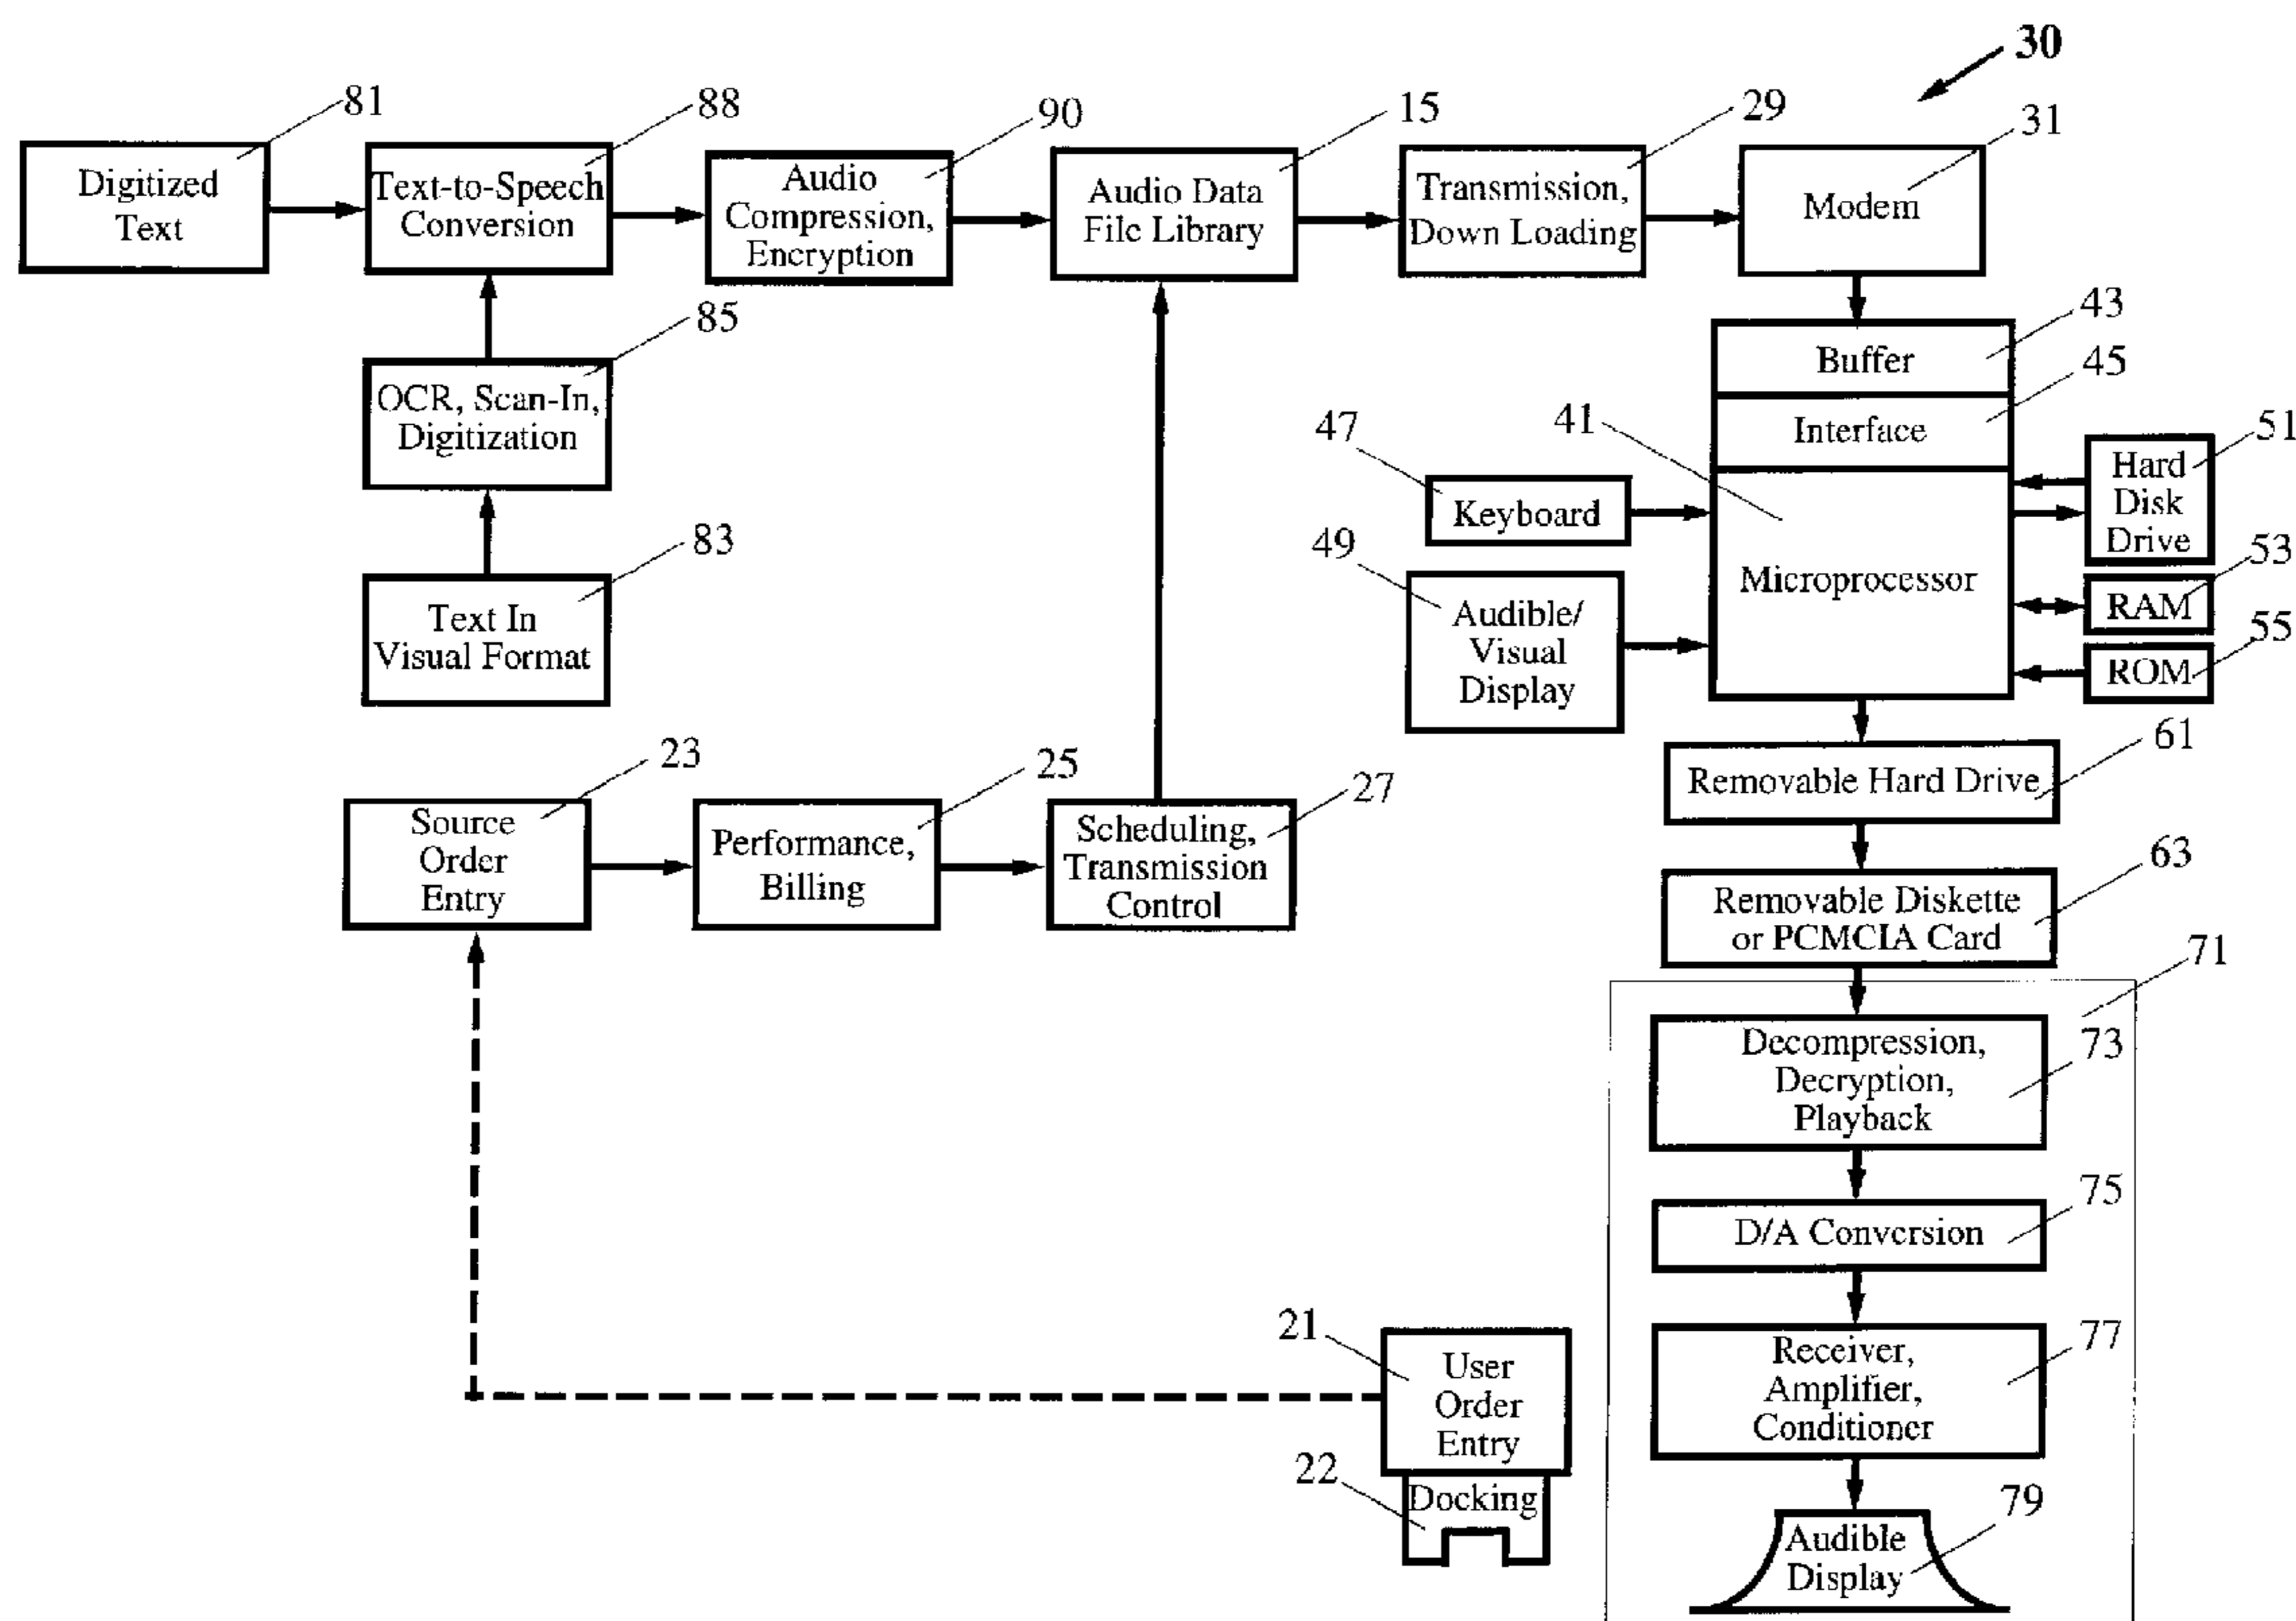 30
81
88
90
15
29
31
Digitized
Text
Text-to-Speech
Conversion
Audio
Compression,
Encryption
Audio Data
File Library
Transmission,
Down Loading
Modem
85
OCR, Scan-In,
Digitization
83
Text In
Visual Format
43
Buffer
45
Interface
41
47
Keyboard
49
Audible/
Visual
Display
Microprocessor
51
Hard
Disk
Drive
53
RAM
55
ROM
61
Removable Hard Drive
63
Removable Diskette
or PCMCIA Card
23
Source
Order
Entry
25
Performance,
Billing
27
Scheduling,
Transmission
Control
71
73
Decompression,
Decryption,
Playback
75
D/A Conversion
77
Receiver,
Amplifier,
Conditioner
79
Audible
Display
21
User
Order
Entry
22
Docking